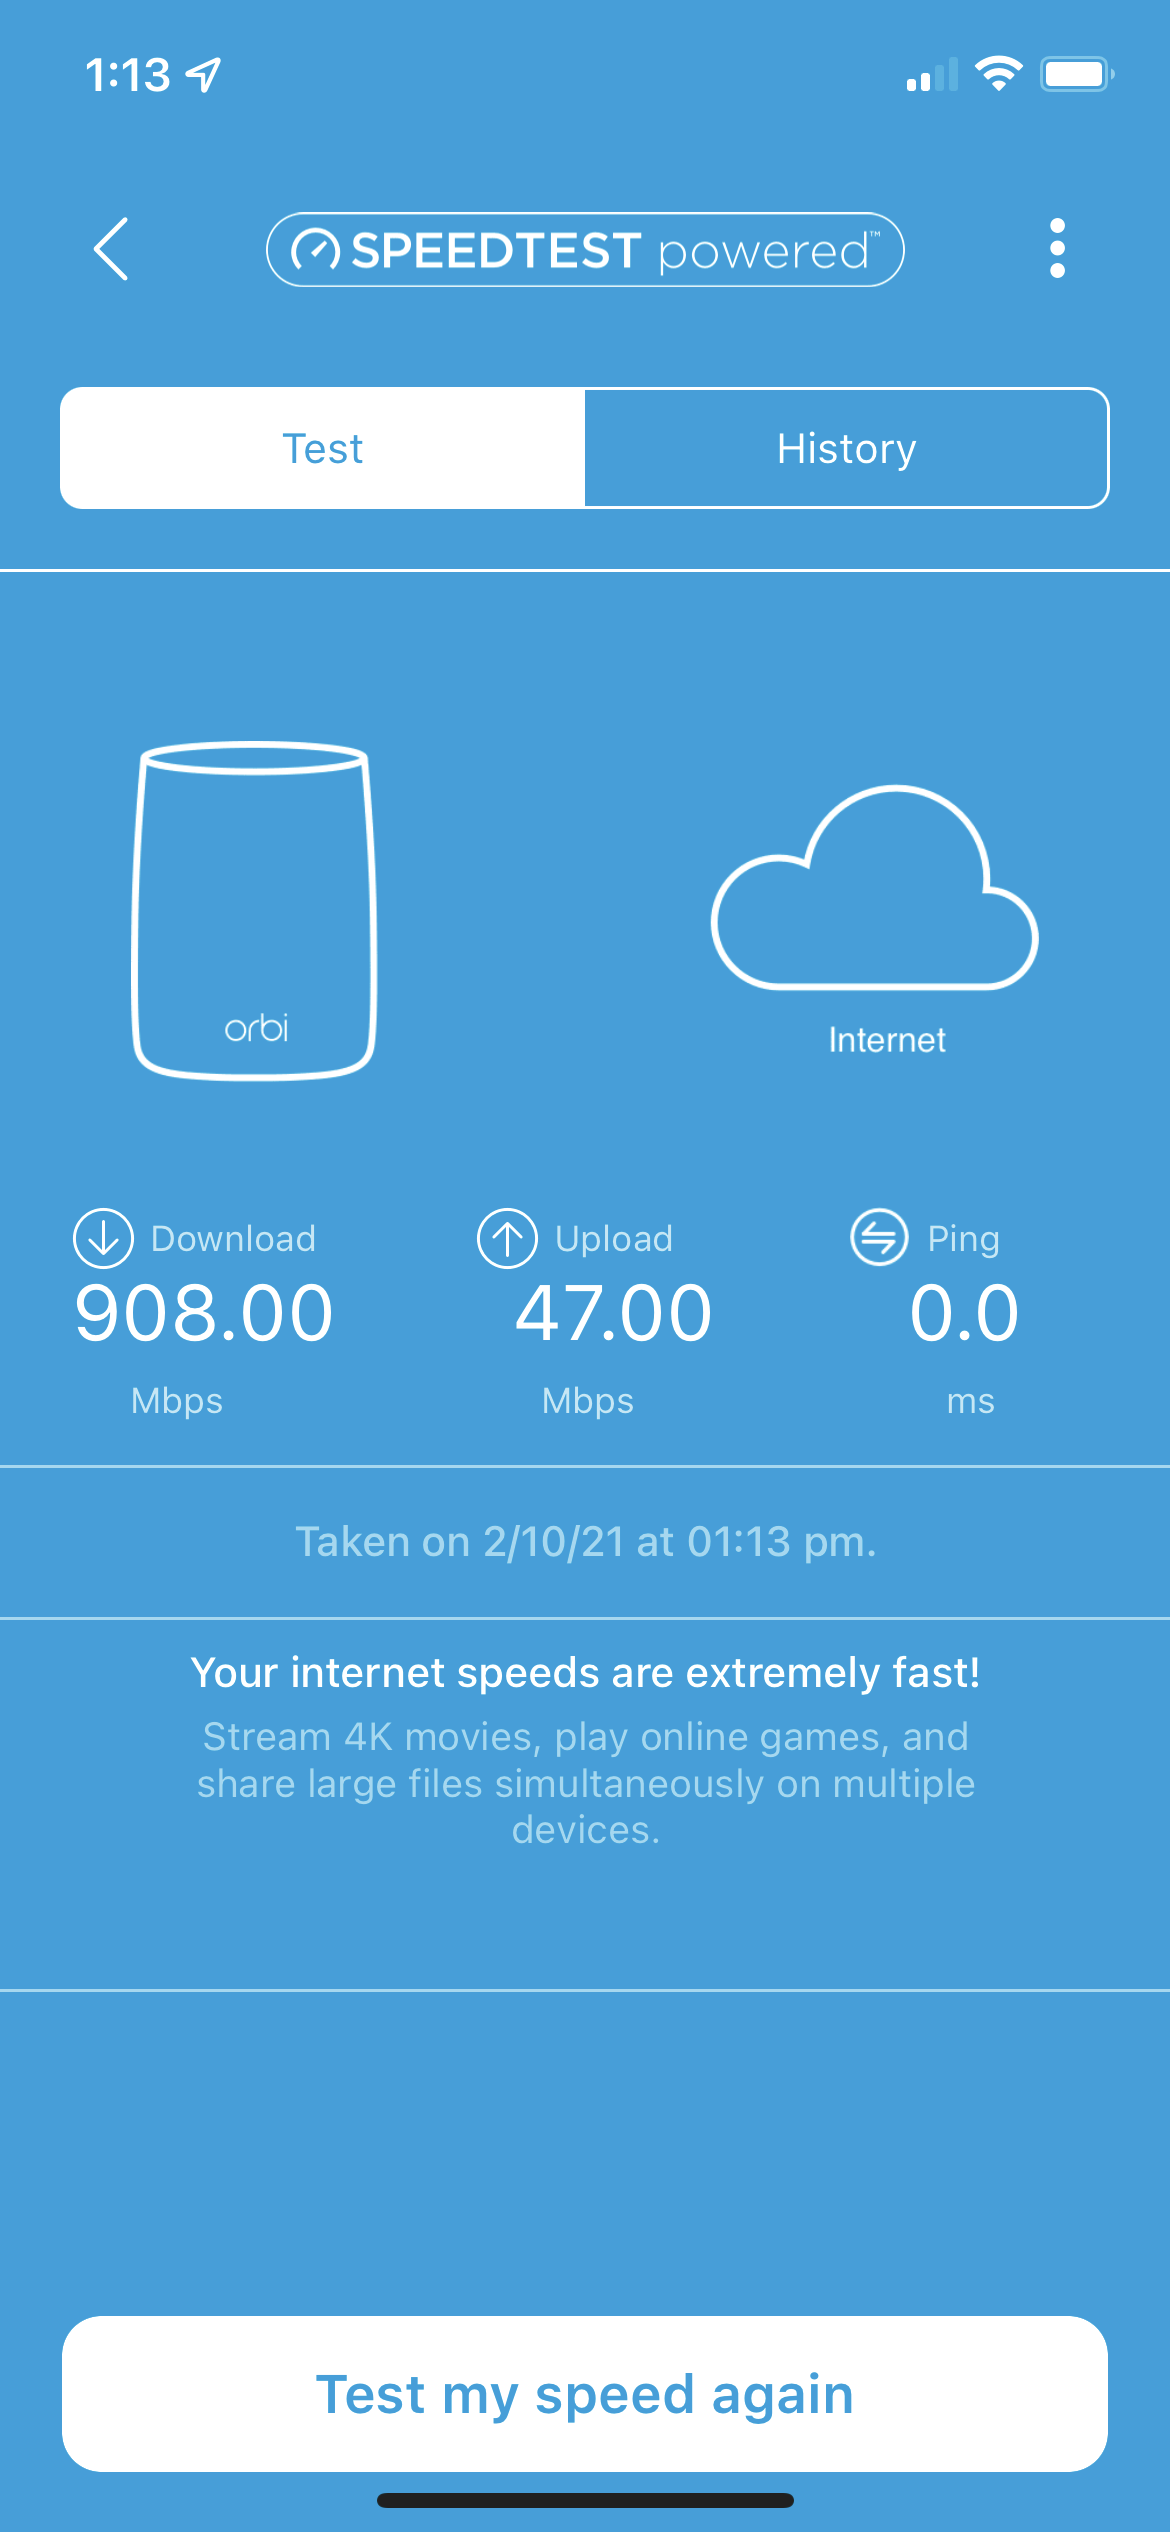 1:13
SPEEDTEST powered™
Test
History
orbi
Internet
Download
Upload
Ping
908.00
47.00
0.0
Mbps
Mbps
ms
Taken on 2/10/21 at 01:13 pm.
Your internet speeds are extremely fast!
Stream 4K movies, play online games, and
share large files simultaneously on multiple
devices.
Test my speed again